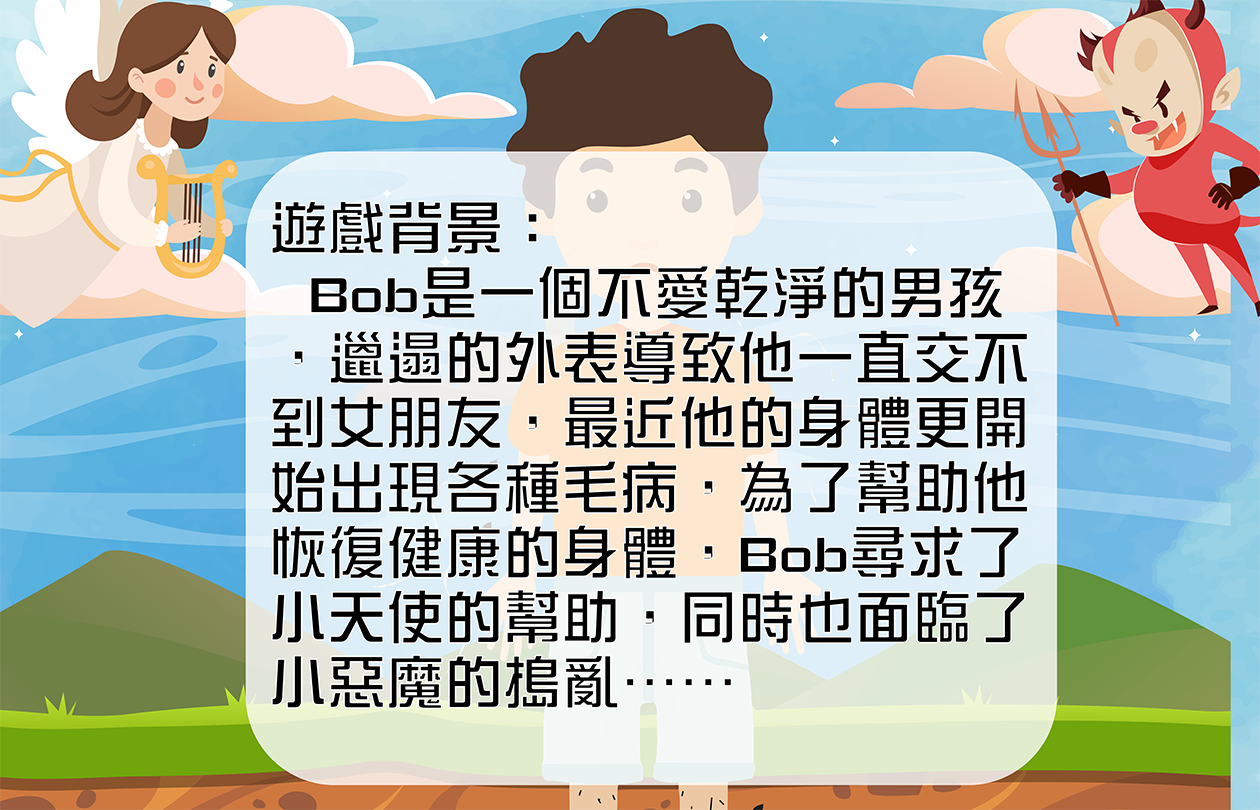 遊戲背景：
Bob是一個不愛乾淨的男孩
，邋遢的外表導致他一直交不
到女朋友，最近他的身體更開
始出現各種毛病，為了幫助他
恢復健康的身體，Bob尋求了
小天使的幫助，同時也面臨了
小惡魔的搗亂……